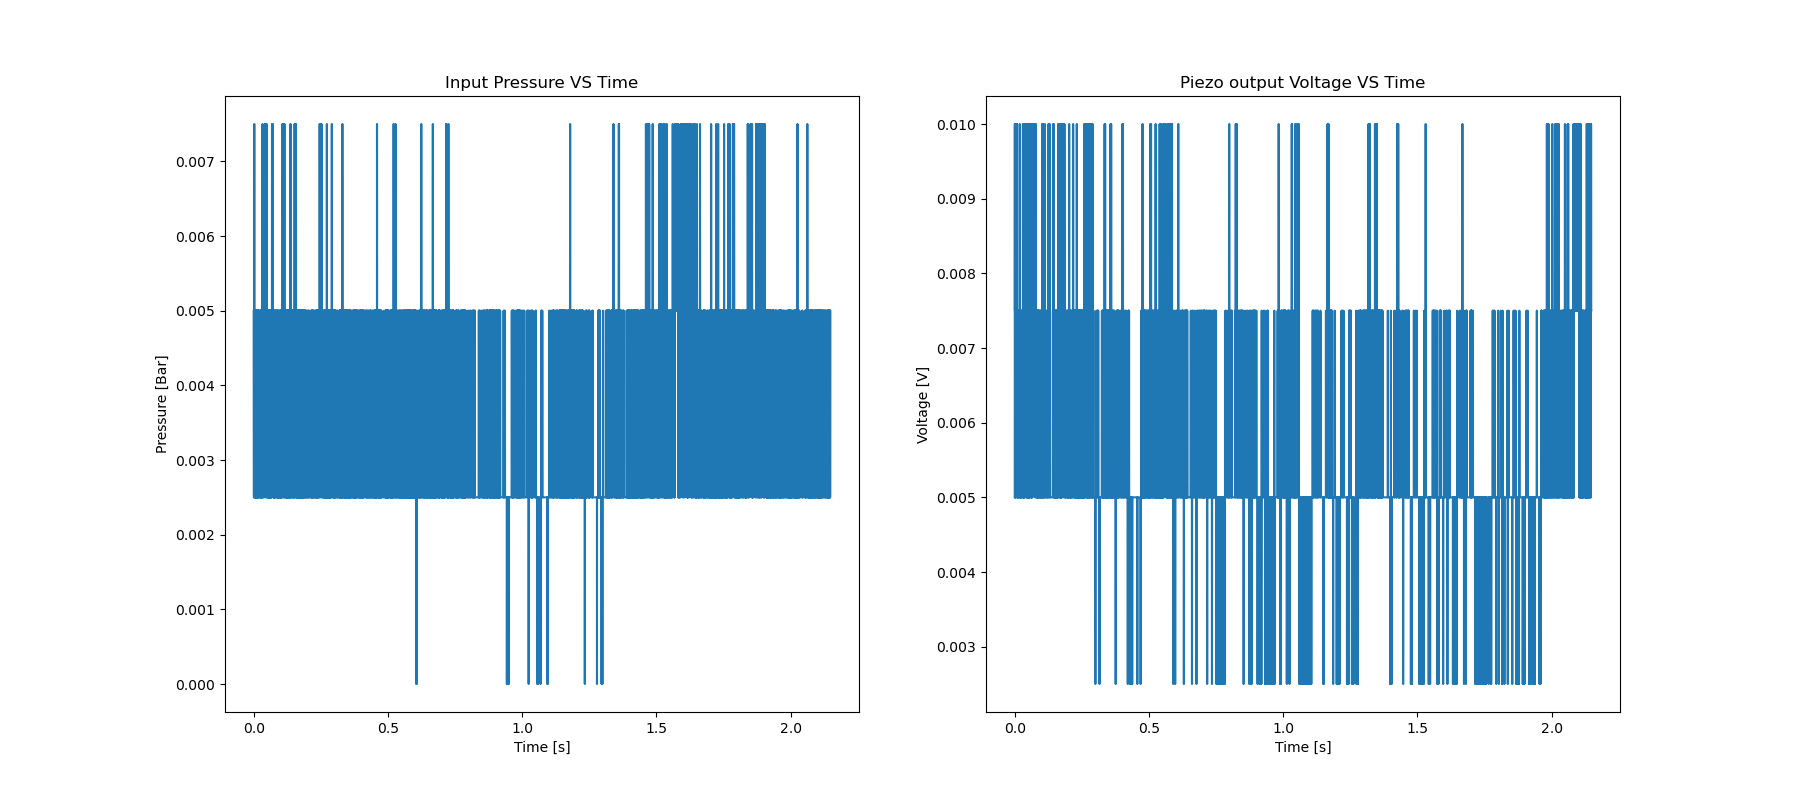 Input Pressure VS Time
Pressure [Bar]
0.007
0.006
0.005
0.004
0.003
0.002
0.001
0.000
0.0 0.5 1.0 1.5 2.0
Time [s]
Piezo output Voltage VS Time
Voltage [V]
0.010
0.009
0.008
0.007
0.006
0.005
0.004
0.003
0.0 0.5 1.0 1.5 2.0
Time [s]